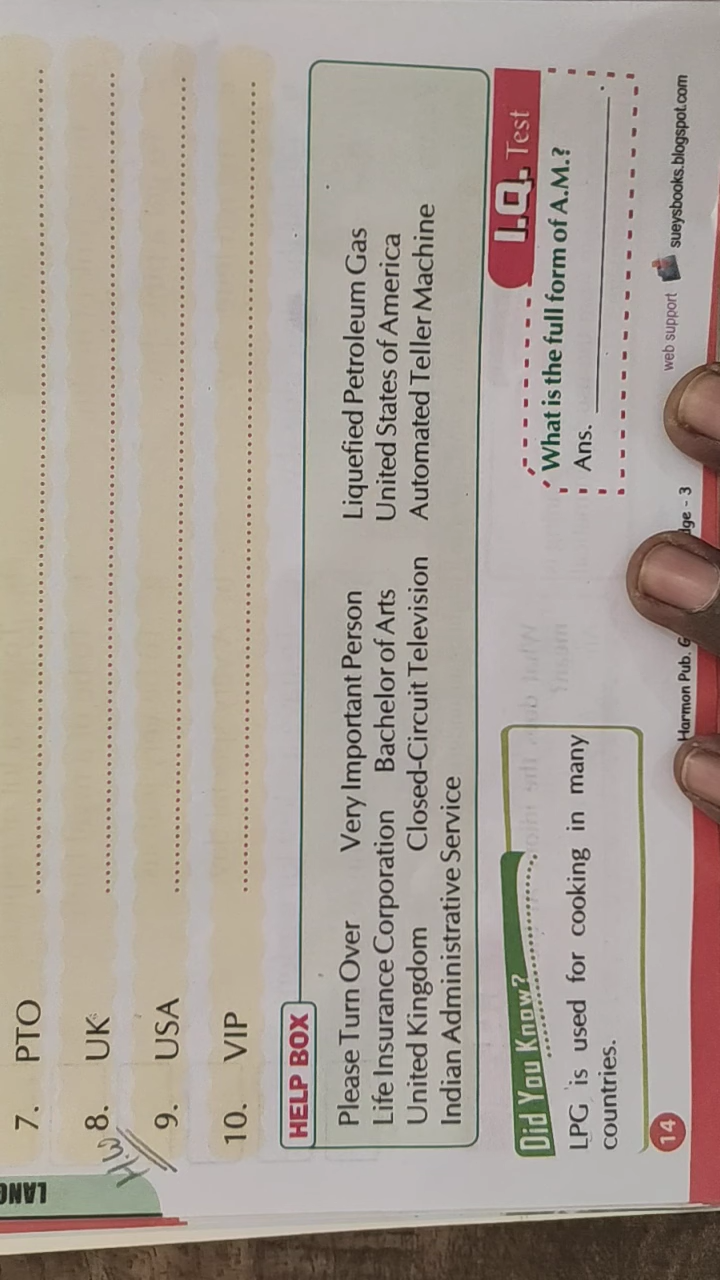 7. PTO
H.W 8. UK
9. USA
10. VIP
HELP BOX
Please Turn Over Very Important Person Liquefied Petroleum Gas
Life Insurance Corporation Bachelor of Arts United States of America
United Kingdom Closed-Circuit Television Automated Teller Machine
Indian Administrative Service
Did You Know?
LPG is used for cooking in many
countries.
I.Q. Test
What is the full form of A.M.?
Ans.
14
Harmon Pub. - 3
web support sueysbooks.blogspot.com